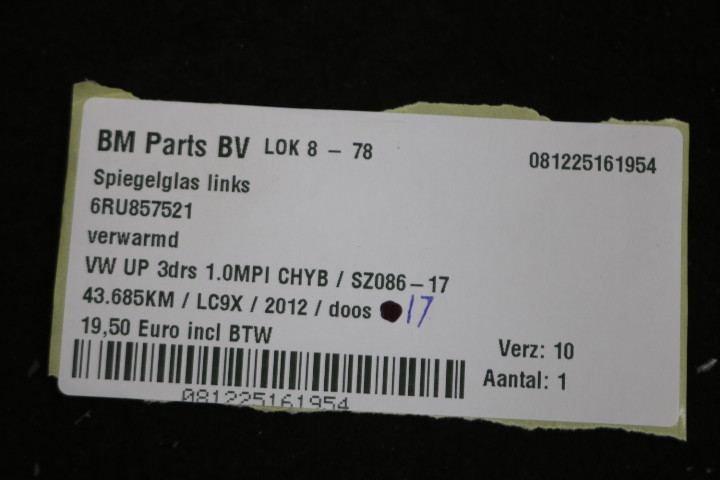 BM Parts BV LOK 8 - 78
081225161954
Spiegelglas links
6RU857521
verwarmd
VW UP 3drs 1.0MPI CHYB / SZ086-17
43.685KM / LC9X / 2012 / doos 17
19,50 Euro incl BTW
Verz: 10
Aantal: 1
081225161954